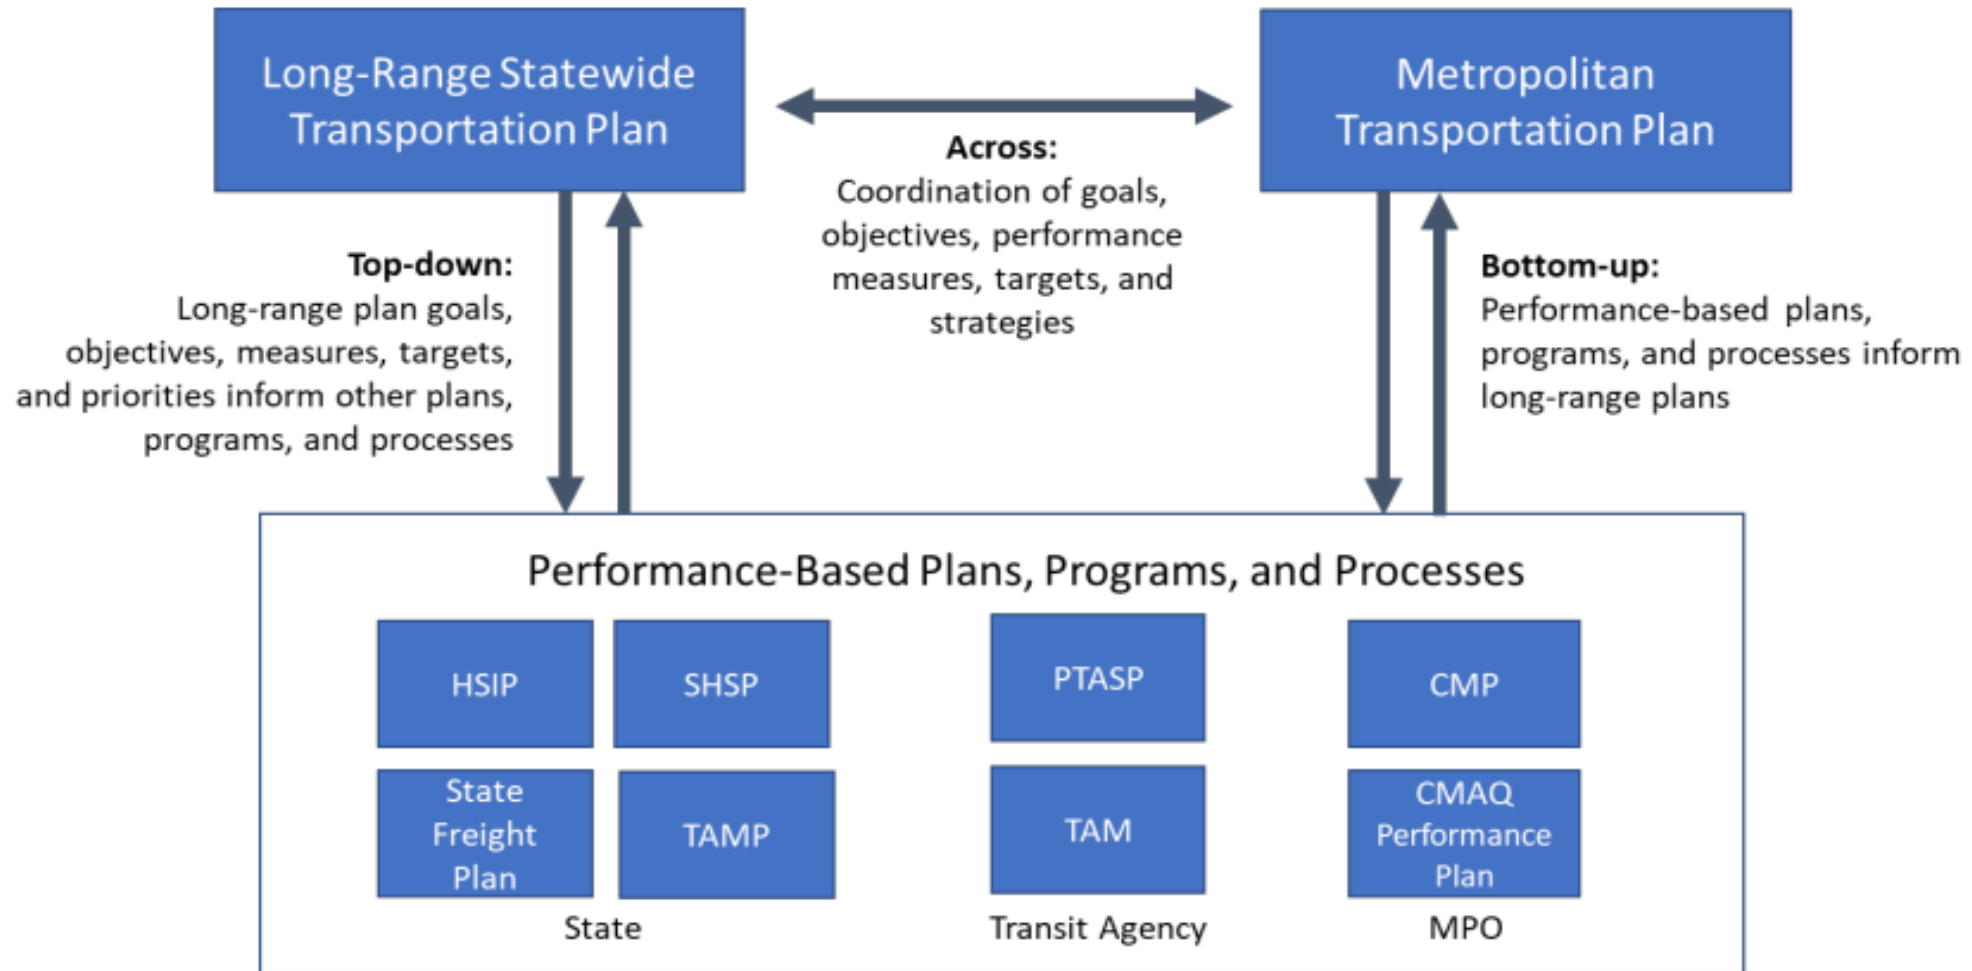 Long-Range Statewide
Transportation Plan
Metropolitan
Transportation Plan
Across:
Coordination of goals,
objectives, performance
measures, targets, and
strategies
Top-down:
Long-range plan goals,
objectives, measures, targets,
and priorities inform other plans,
programs, and processes
Bottom-up:
Performance-based plans,
programs, and processes inform
long-range plans
Performance-Based Plans, Programs, and Processes
HSIP
SHSP
PTASP
CMP
State
Freight
Plan
TAMP
TAM
CMAQ
Performance
Plan
State
Transit Agency
MPO